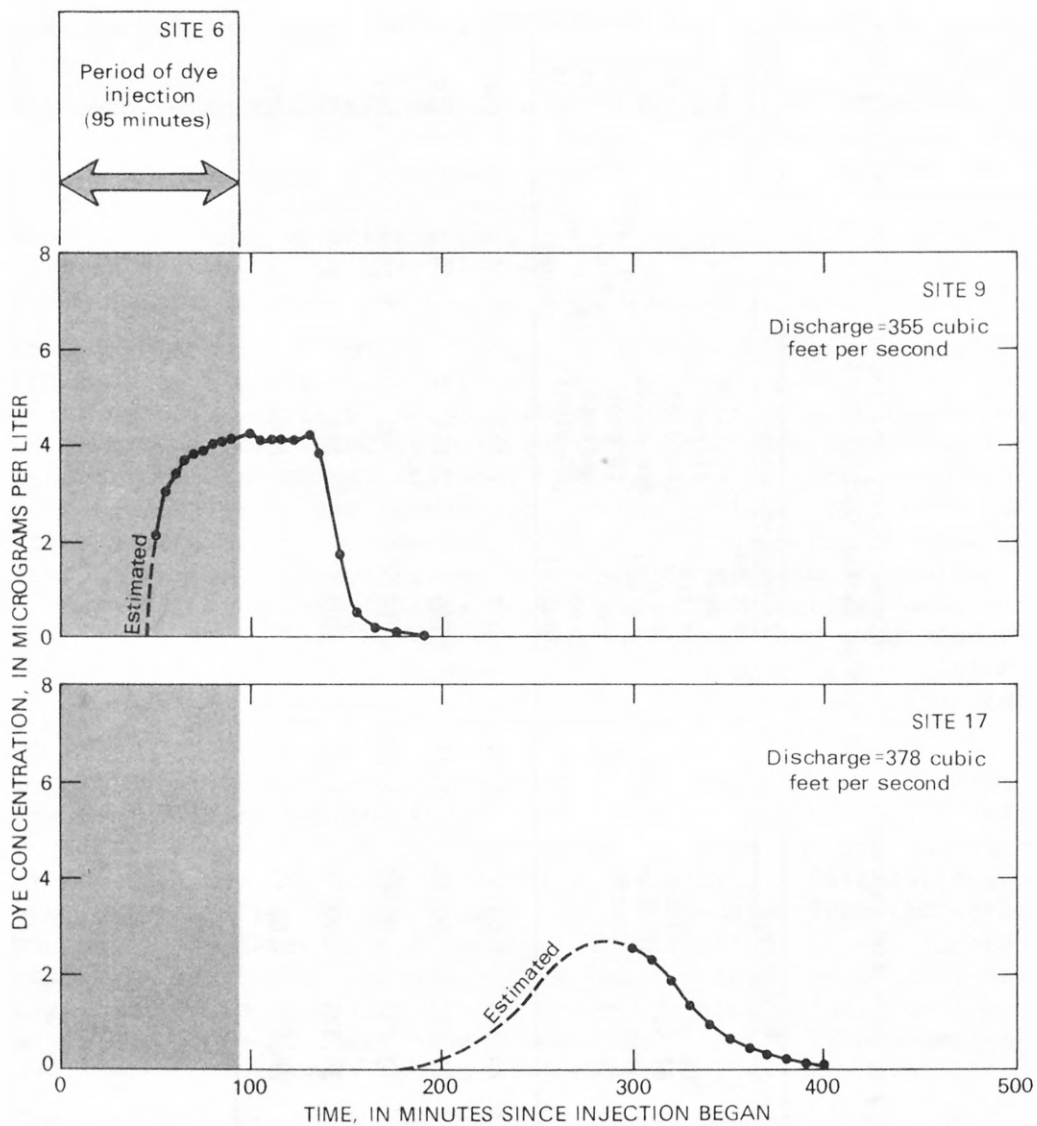 SITE 6
Period of dye
injection
(95 minutes)
DYE CONCENTRATION, IN MICROGRAMS PER LITER
8
6
4
2
0
SITE 9
Discharge=355 cubic
feet per second
Estimated
8
6
4
2
0
SITE 17
Discharge=378 cubic
feet per second
Estimated
0
100
200
300
400
500
TIME, IN MINUTES SINCE INJECTION BEGAN